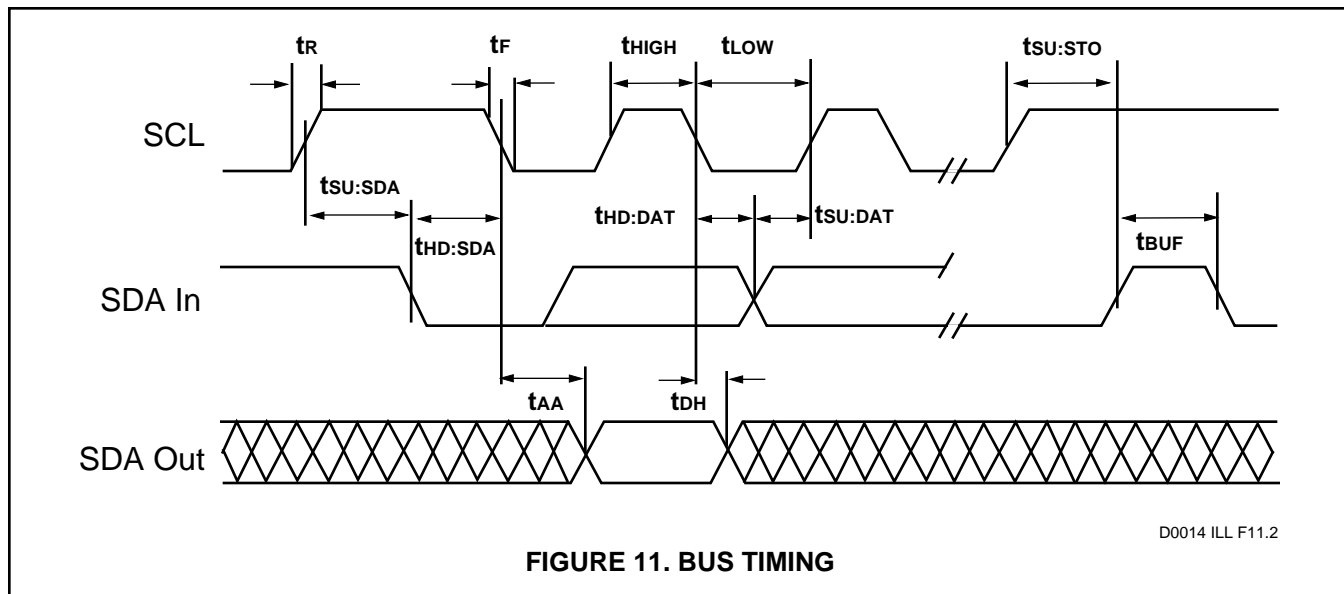 tR tF tHIGH tLOW tSU:STO
SCL
tSU:SDA tHD:DAT tSU:DAT
tHD:SDA tBUF
SDA In
tAA tDH
SDA Out
D0014 ILL F11.2
FIGURE 11. BUS TIMING